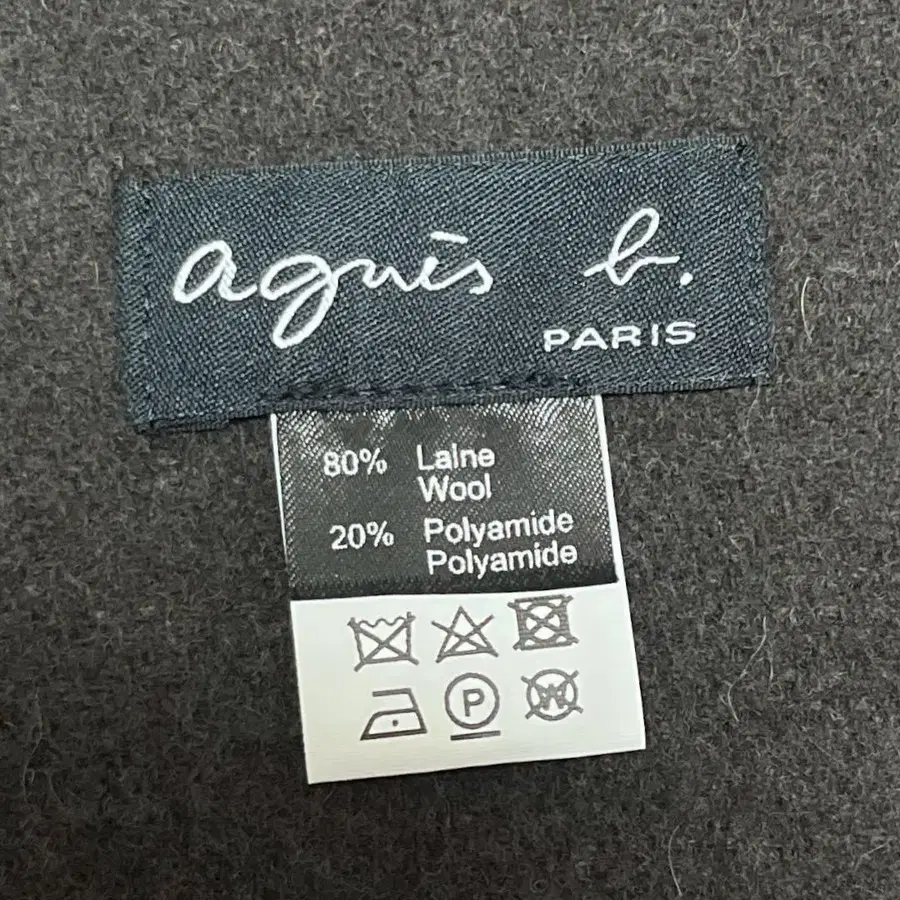 agnès b.
PARIS
80% Laine
Wool
20% Polyamide
Polyamide
P
W